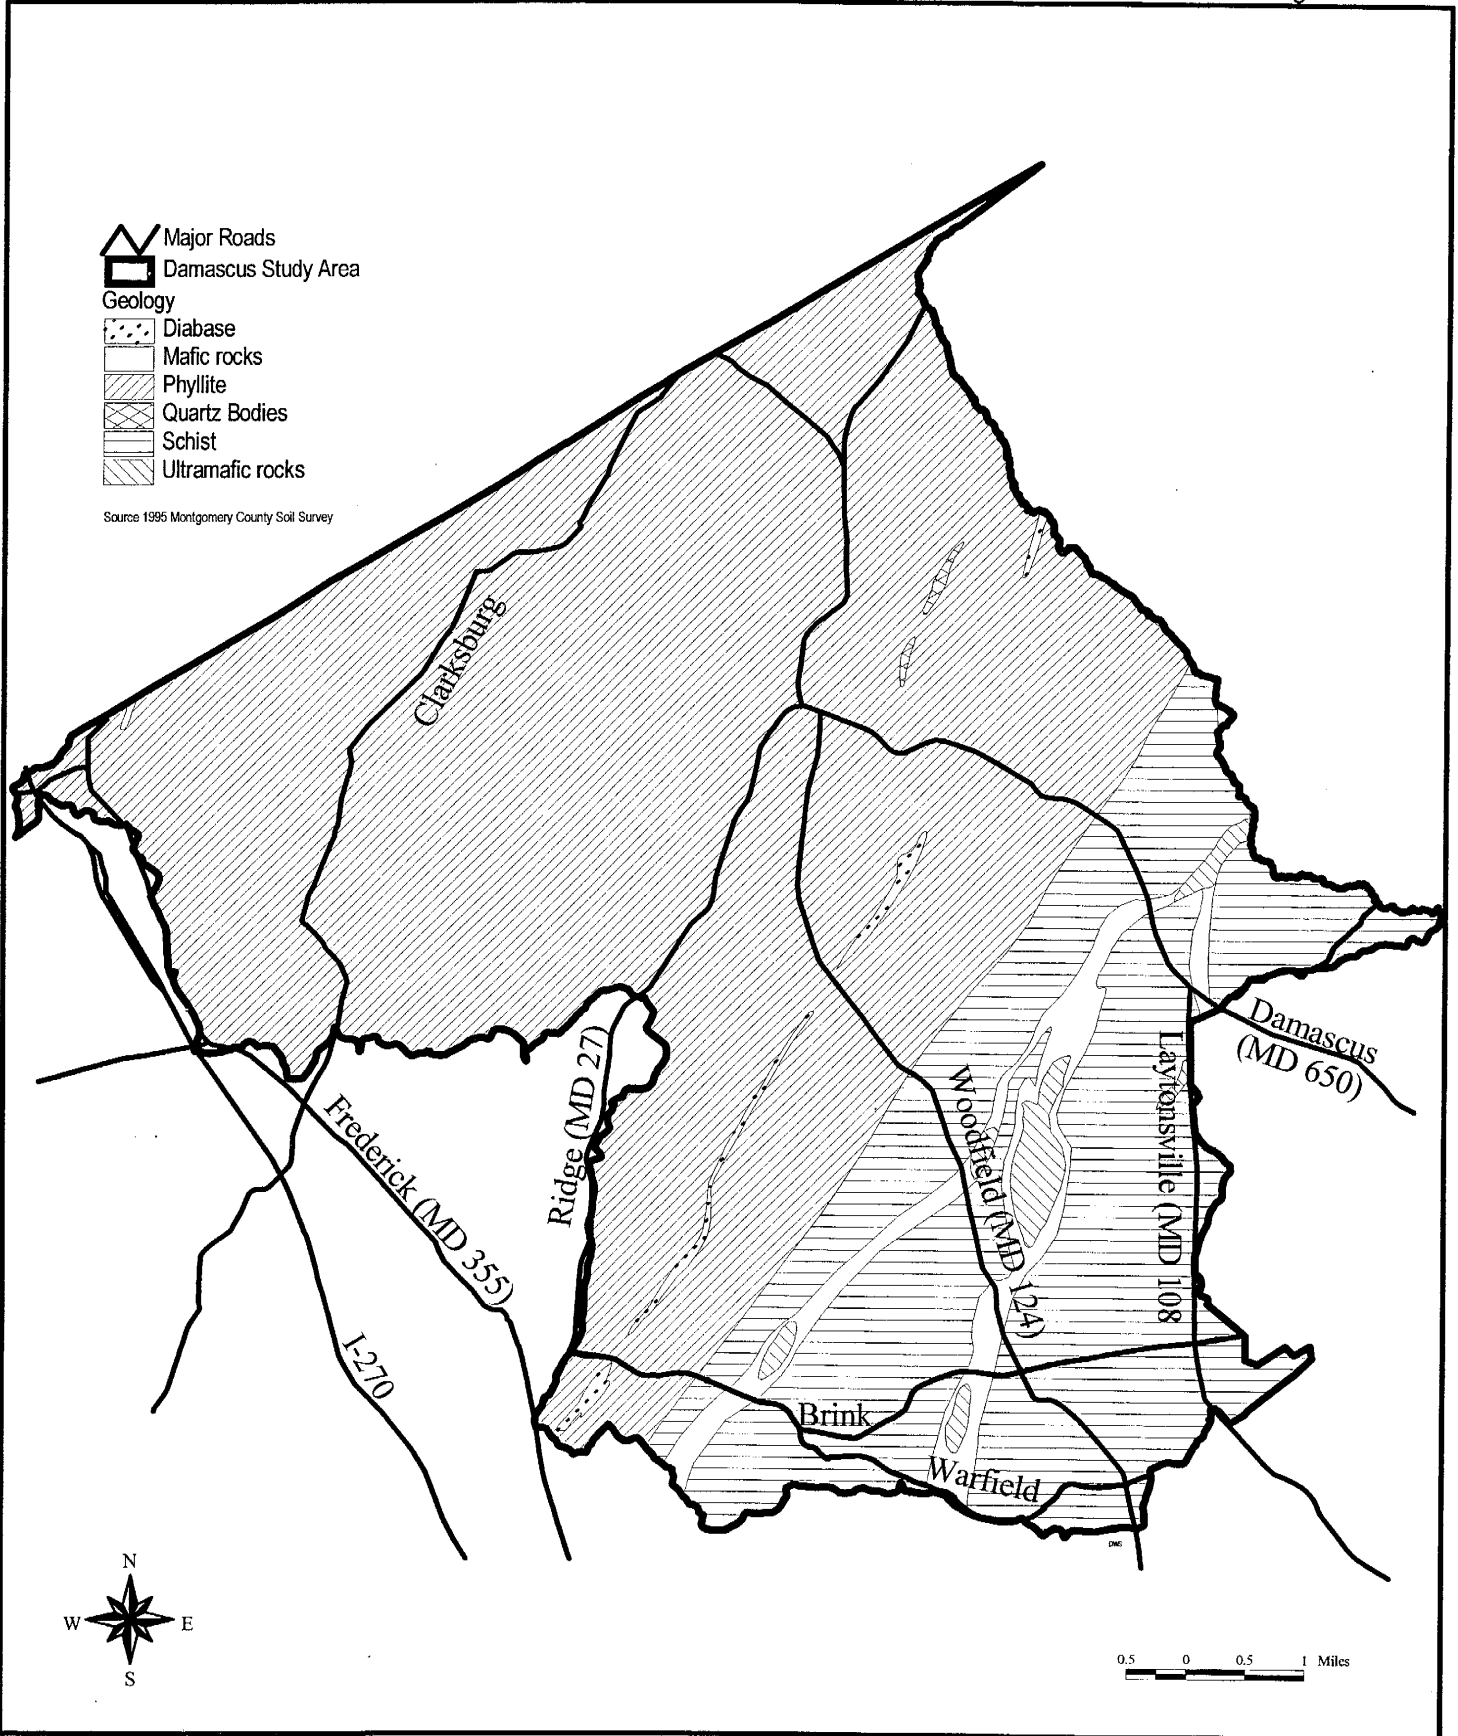 Major Roads
Damascus Study Area
Geology
Diabase
Mafic rocks
Phyllite
Quartz Bodies
Schist
Ultramafic rocks
Source 1995 Montgomery County Soil Survey
Clarksburg
Damascus
(MD 650)
Laytonsville (MD 108
Woodfield (MD 124)
Ridge (MD 27)
Frederick (MD 355)
I-270
Brink
Warfield
DWS
N
W
E
S
0.5 0 0.5 1 Miles